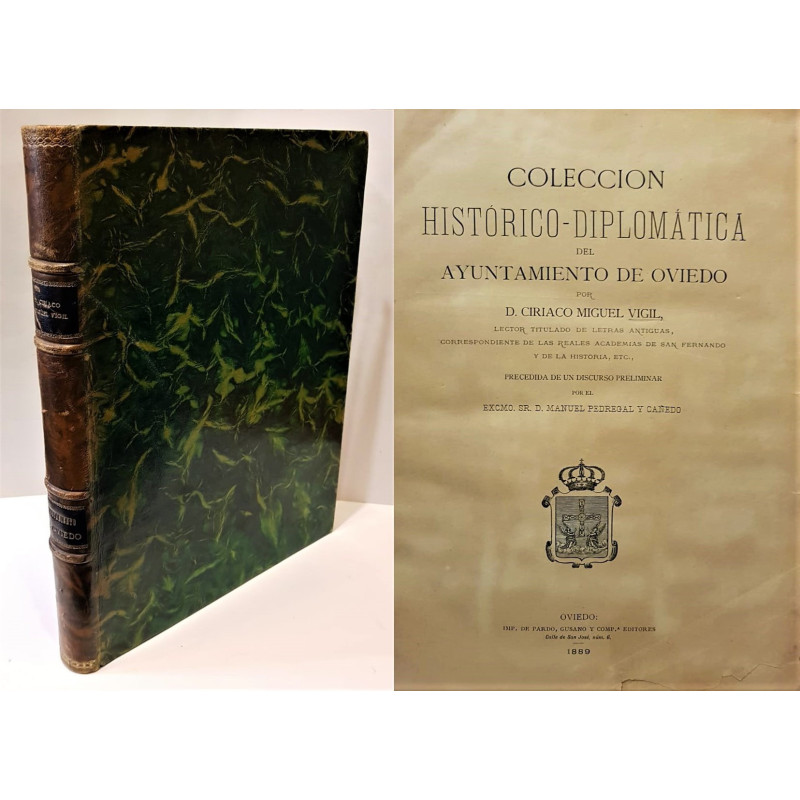 CIRIACO
MIGUEL VIGIL
OVIEDO
COLECCION
HISTÓRICO-DIPLOMÁTICA
DEL
AYUNTAMIENTO DE OVIEDO
POR
D. CIRIACO MIGUEL VIGIL,
LECTOR TITULADO DE LETRAS ANTIGUAS,
CORRESPONDIENTE DE LAS REALES ACADEMIAS DE SAN FERNANDO
Y DE LA HISTORIA, ETC.,
PRECEDIDA DE UN DISCURSO PRELIMINAR
POR EL
EXCMO. SR. D. MANUEL PEDREGAL Y CAÑEDO
OVIEDO:
IMP. DE PARDO, GUSANO Y COMP.ª EDITORES
Calle de San José, núm. 6.
1889